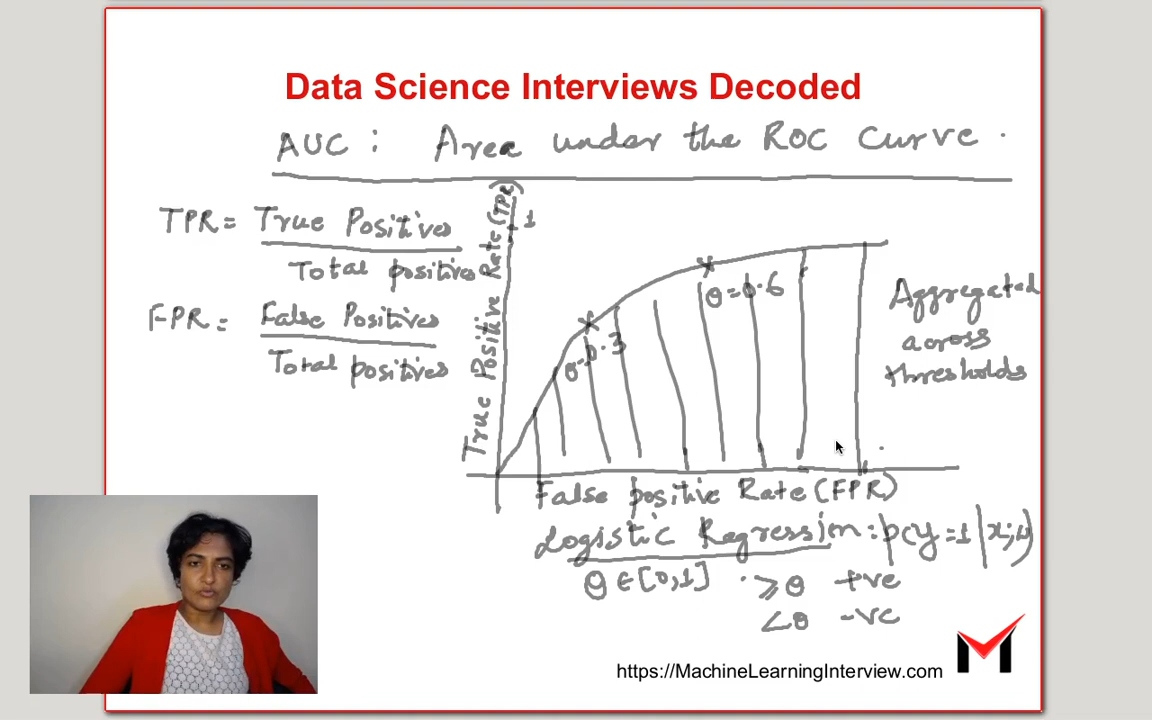 Data Science Interviews Decoded
AUC : Area under the ROC Curve.
TPR = True Positives
Total positives
FPR = False Positives
Total positives
True Positive Rate (TPR)
1
θ=0.6
θ=0.3
Aggregated
across
thresholds
False positive Rate (FPR)
Logistic Regression: p(y=1|x;
θ ∈ [0,1] . ≥ θ +ve
< θ -ve
https://MachineLearningInterview.com